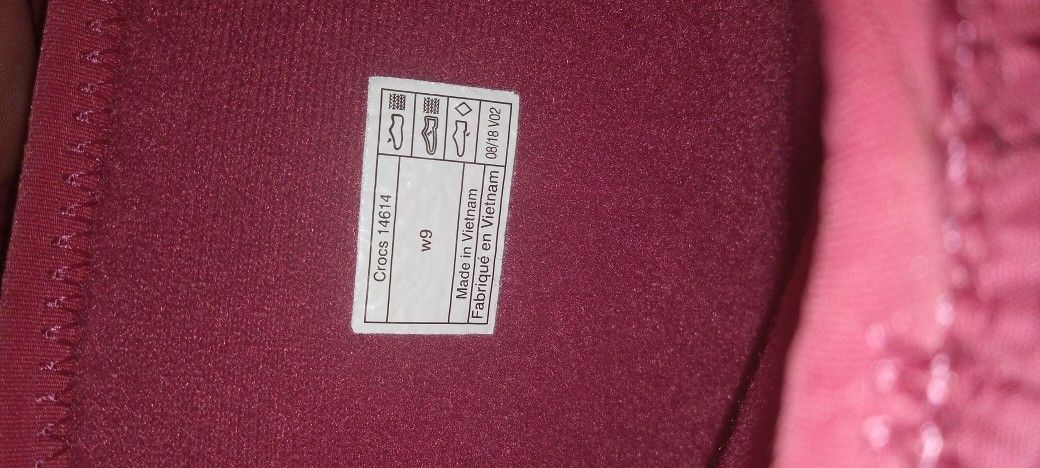 Crocs 14614
w9
Made in Vietnam
Fabriqué en Vietnam
08/18 V02